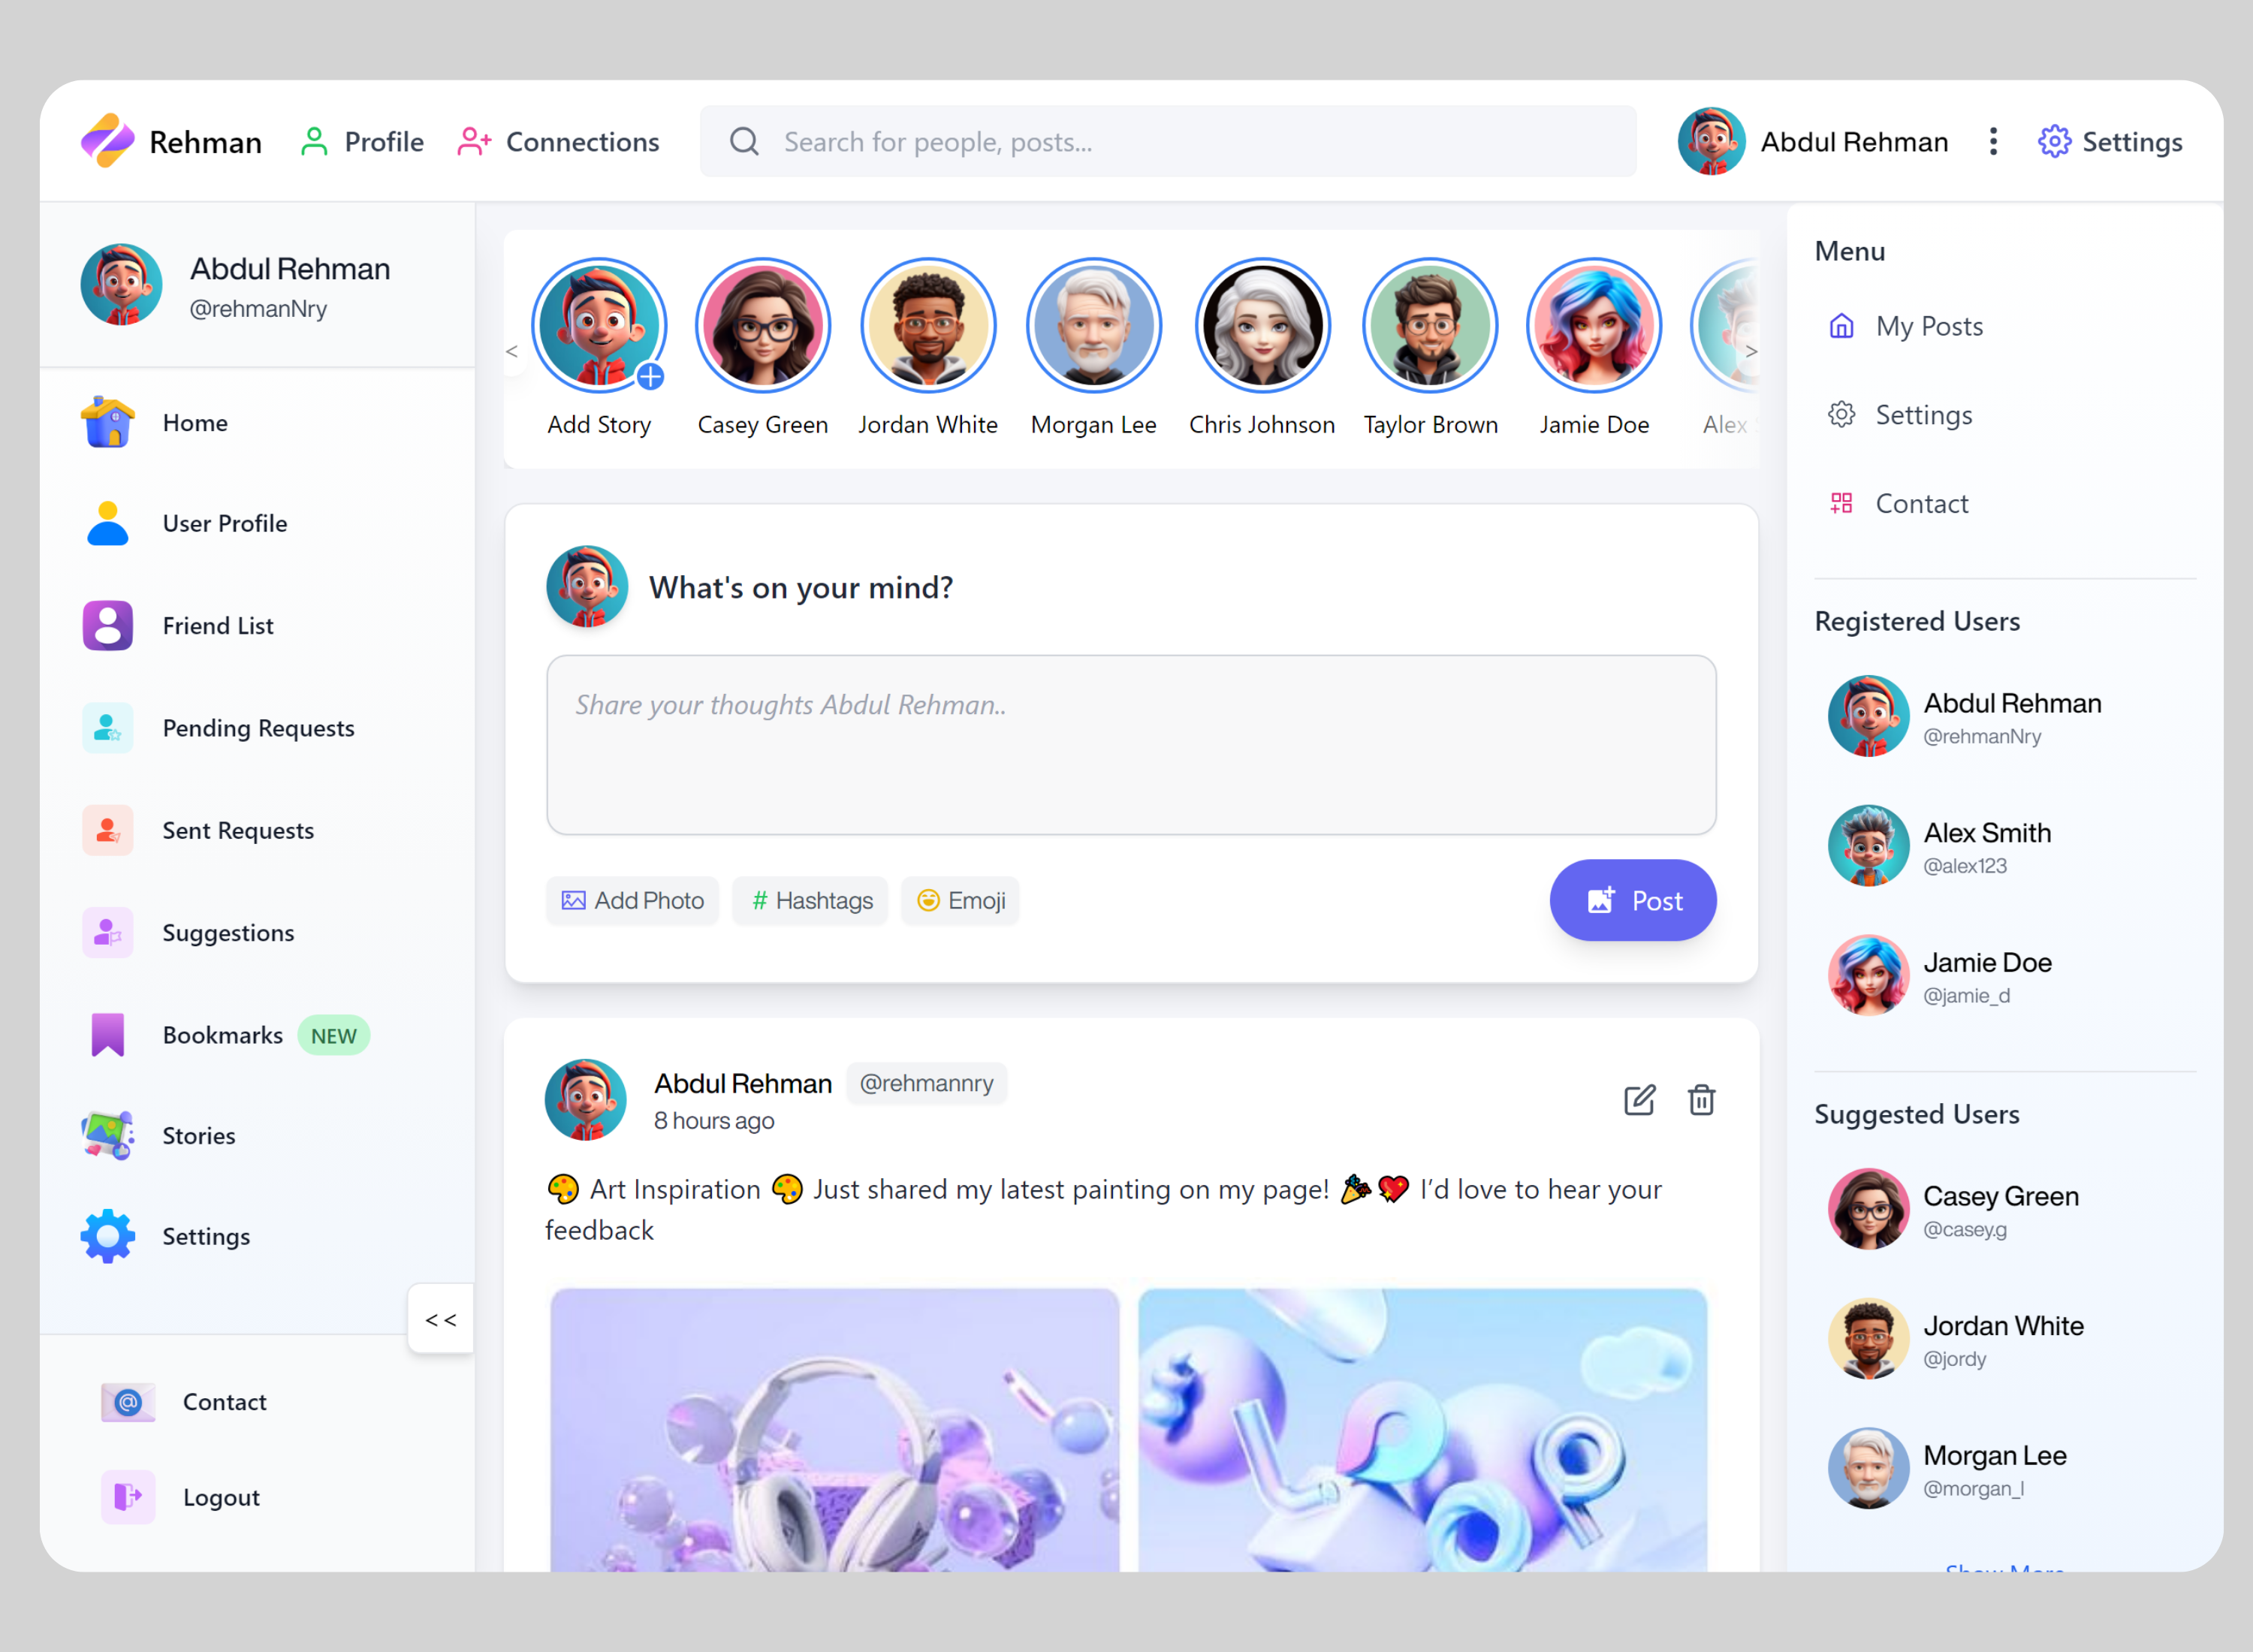 Rehman
Profile
Connections
Search for people, posts...
Abdul Rehman
Settings
Abdul Rehman
@rehmanNry
Home
User Profile
Friend List
Pending Requests
Sent Requests
Suggestions
Bookmarks NEW
Stories
Settings
<<
Contact
Logout
<
Add Story
Casey Green
Jordan White
Morgan Lee
Chris Johnson
Taylor Brown
Jamie Doe
Alex
>
What's on your mind?
Share your thoughts Abdul Rehman..
Add Photo
# Hashtags
Emoji
Post
Abdul Rehman @rehmannry
8 hours ago
🎨 Art Inspiration 🎨 Just shared my latest painting on my page! 🎉💖 I’d love to hear your
feedback
Menu
My Posts
Settings
Contact
Registered Users
Abdul Rehman
@rehmanNry
Alex Smith
@alex123
Jamie Doe
@jamie_d
Suggested Users
Casey Green
@casey.g
Jordan White
@jordy
Morgan Lee
@morgan_l
Show More